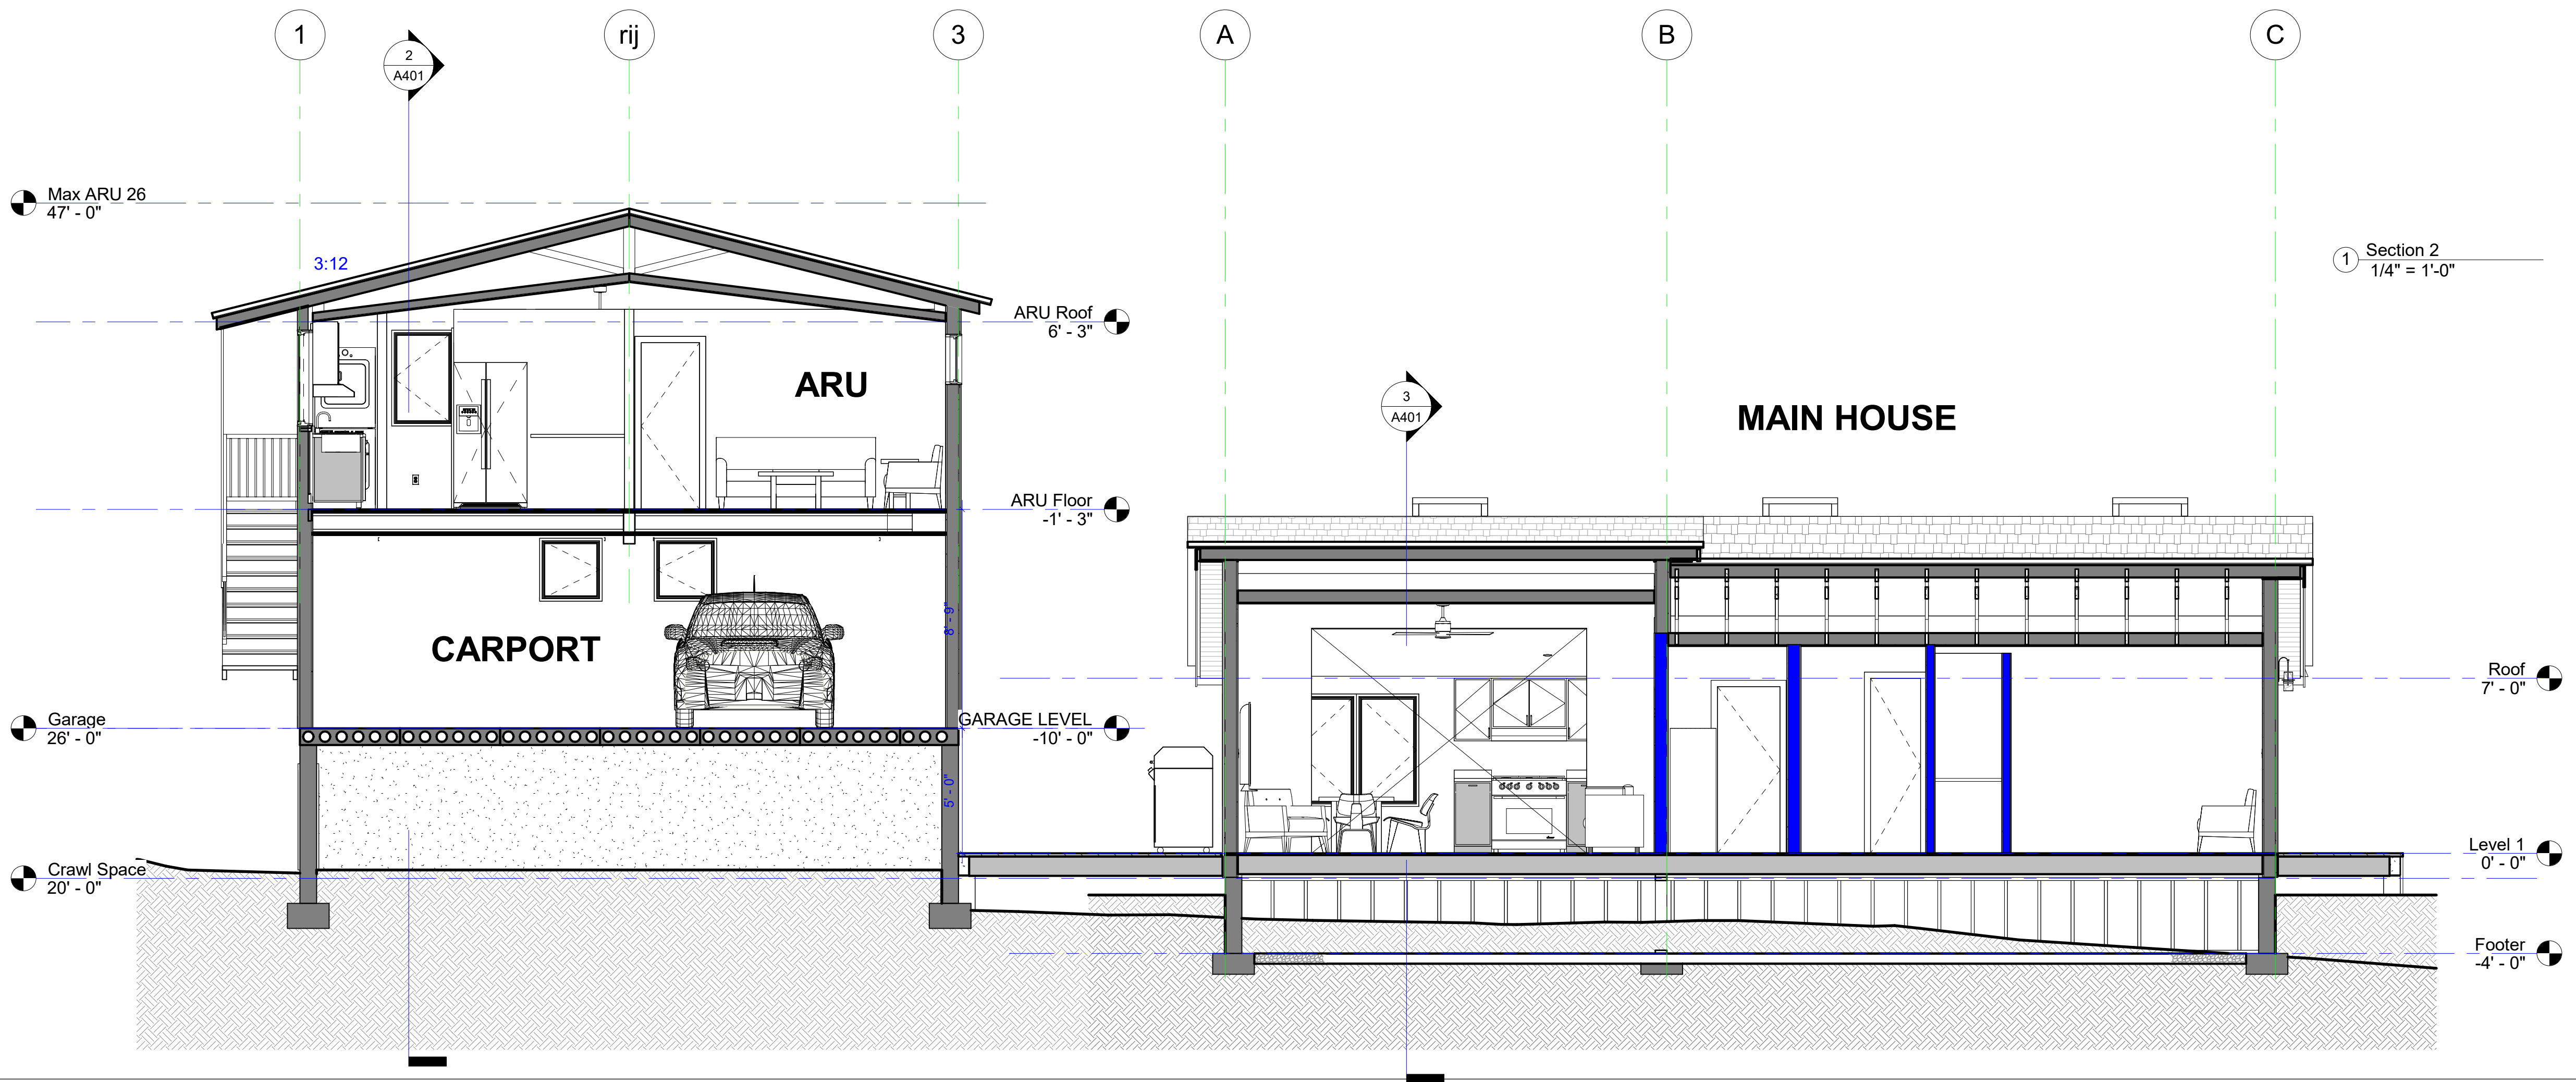 1
rij
3
A
B
C
2
A401
Max ARU 26
47' - 0"
3:12
1
Section 2
1/4" = 1'-0"
ARU Roof
6' - 3"
ARU
3
A401
MAIN HOUSE
ARU Floor
-1' - 3"
8' - 9"
CARPORT
Roof
7' - 0"
Garage
26' - 0"
GARAGE LEVEL
-10' - 0"
5' - 0"
Level 1
0' - 0"
Crawl Space
20' - 0"
Footer
-4' - 0"